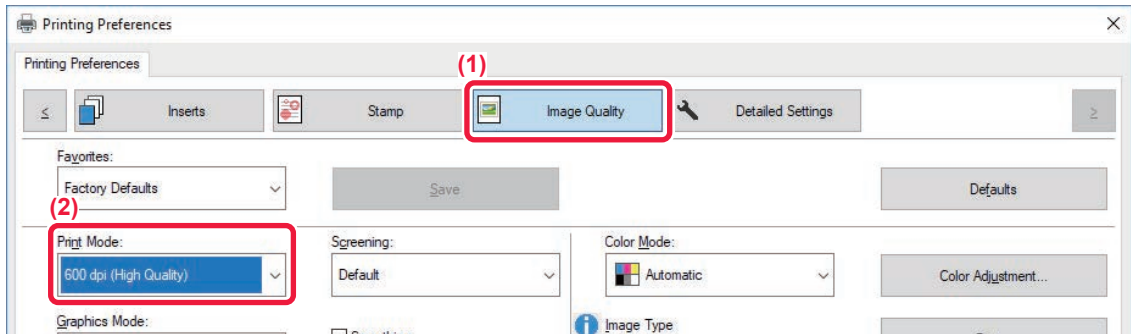 Printing Preferences
Printing Preferences
(1)
<
Inserts
Stamp
Image Quality
Detailed Settings
>
Favorites:
Factory Defaults
Save
Defaults
(2)
Print Mode:
Screening:
Color Mode:
600 dpi (High Quality)
Default
Automatic
Color Adjustment...
Graphics Mode:
Image Type